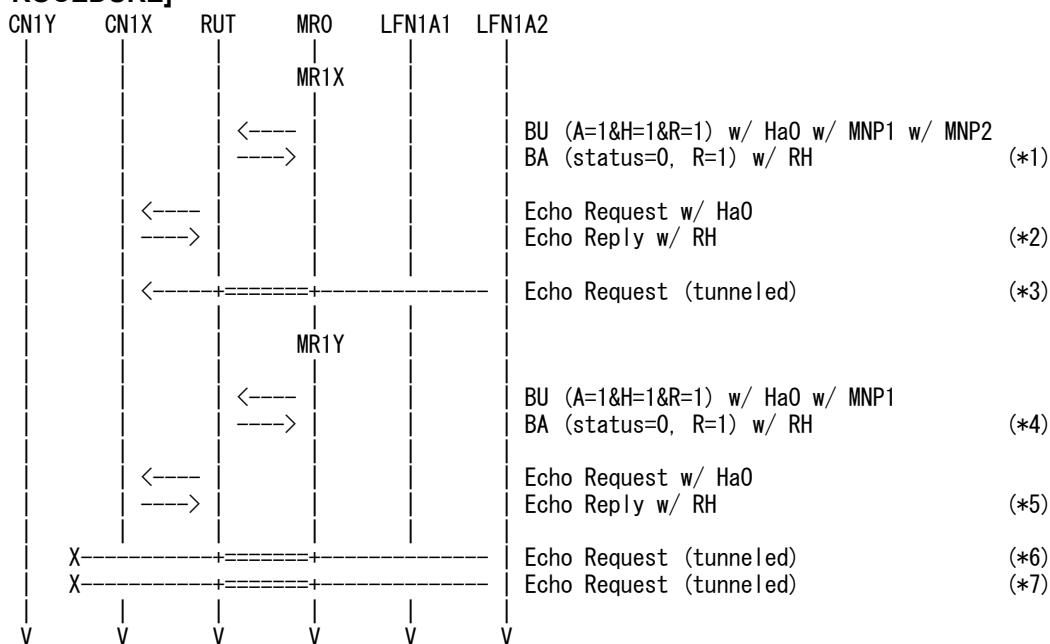 ROCEDURE]
CN1Y CN1X RUT MR0 LFN1A1 LFN1A2
MR1X
BU (A=1&H=1&R=1) w/ HaO w/ MNP1 w/ MNP2
BA (status=0, R=1) w/ RH (*1)
Echo Request w/ HaO
Echo Reply w/ RH (*2)
Echo Request (tunneled) (*3)
MR1Y
BU (A=1&H=1&R=1) w/ HaO w/ MNP1
BA (status=0, R=1) w/ RH (*4)
Echo Request w/ HaO
Echo Reply w/ RH (*5)
X Echo Request (tunneled) (*6)
X Echo Request (tunneled) (*7)
V V V V V V